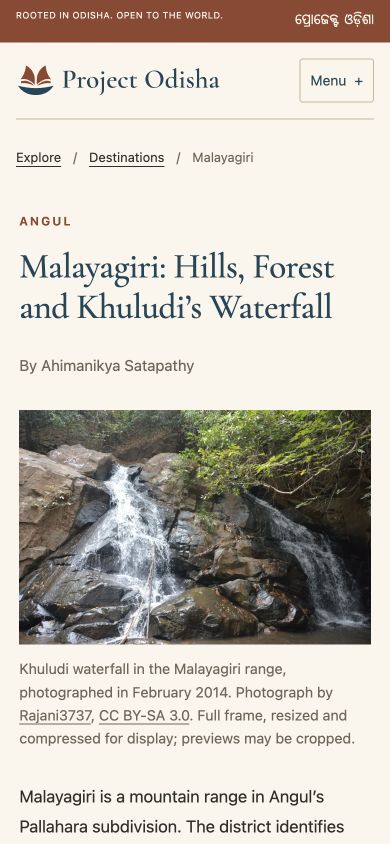 ROOTED IN ODISHA. OPEN TO THE WORLD.
ପ୍ରୋଜେକ୍ଟ ଓଡ଼ିଶା
Project Odisha
Menu +
Explore / Destinations / Malayagiri
ANGUL
Malayagiri: Hills, Forest
and Khuludi’s Waterfall
By Ahimanikya Satapathy
Khuludi waterfall in the Malayagiri range,
photographed in February 2014. Photograph by
Rajani3737, CC BY-SA 3.0. Full frame, resized and
compressed for display; previews may be cropped.
Malayagiri is a mountain range in Angul’s
Pallahara subdivision. The district identifies